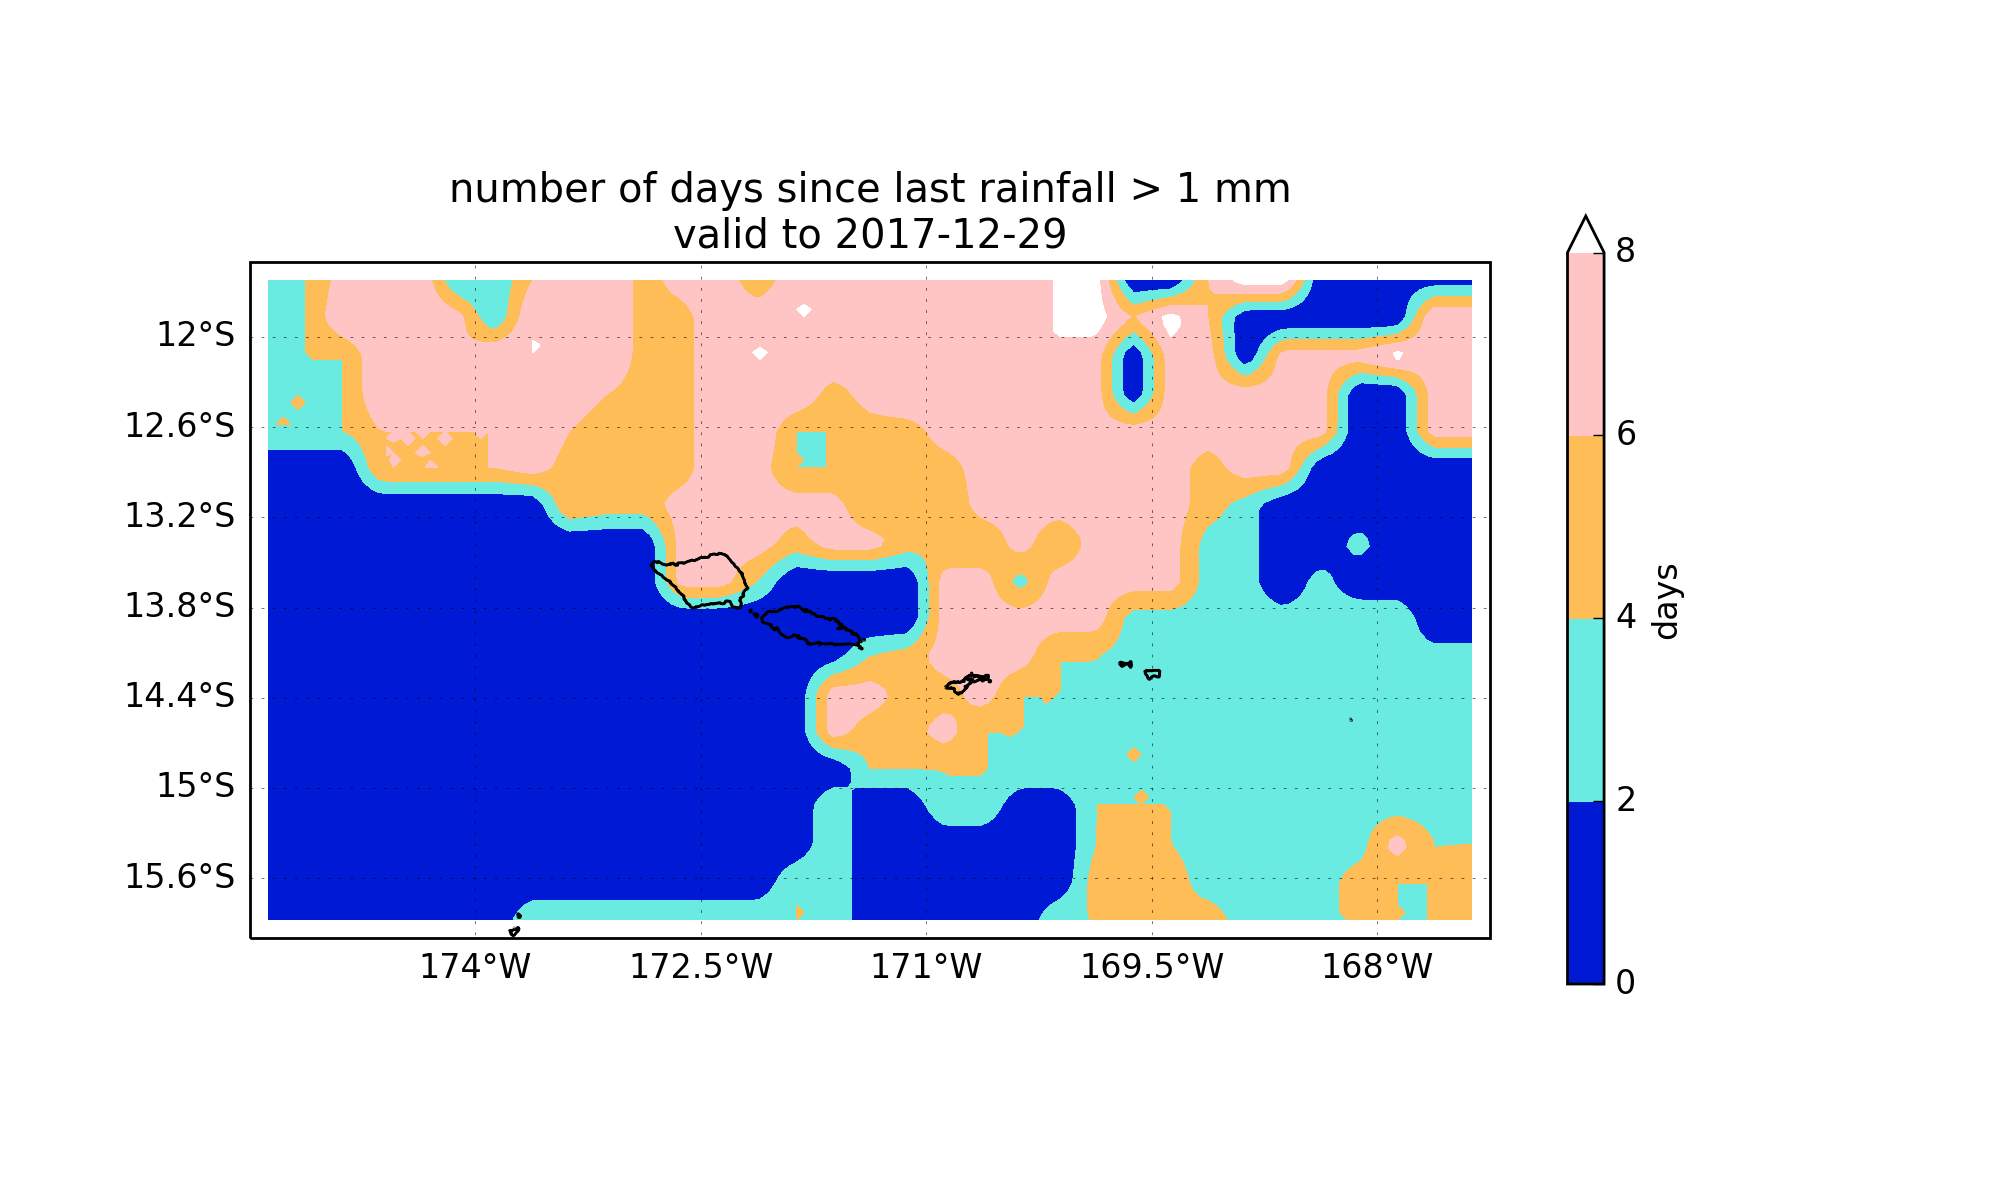 number of days since last rainfall > 1 mm
valid to 2017-12-29
12°S
12.6°S
13.2°S
13.8°S
14.4°S
15°S
15.6°S
174°W
172.5°W
171°W
169.5°W
168°W
8
6
4
2
0
days